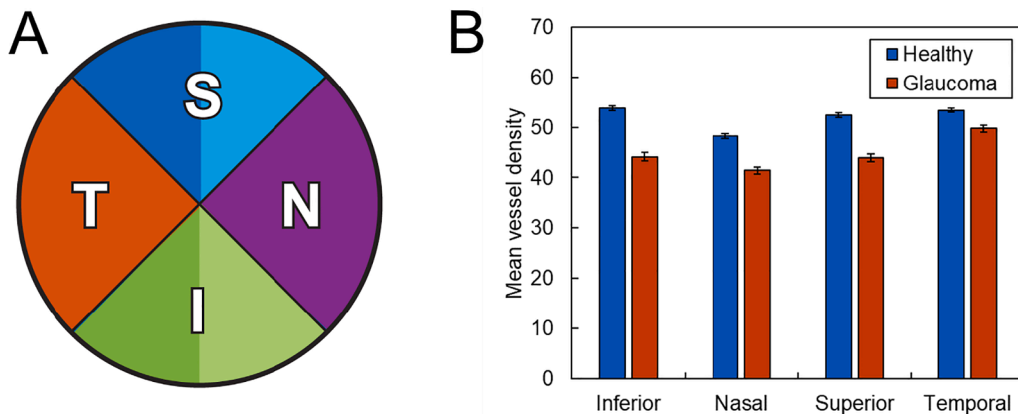 A
S
T
N
I
B
Mean vessel density
70
60
50
40
30
20
10
0
Healthy
Glaucoma
Inferior Nasal Superior Temporal